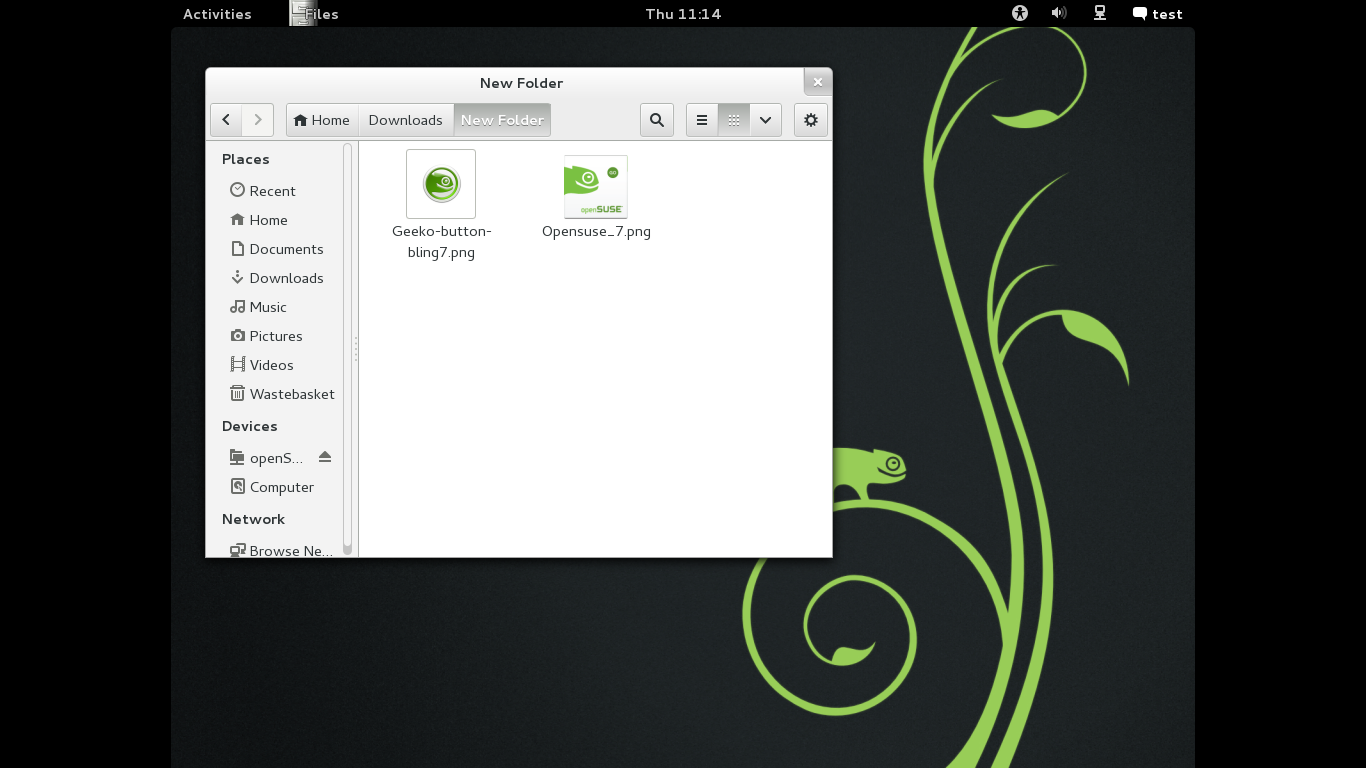 Activities Files Thu 11:14 test
New Folder
Home Downloads New Folder
Places
Recent
Home
Documents
Downloads
Music
Pictures
Videos
Wastebasket
Devices
openS...
Computer
Network
Browse Ne...
GO
openSUSE
Geeko-button-
bling7.png
Opensuse_7.png